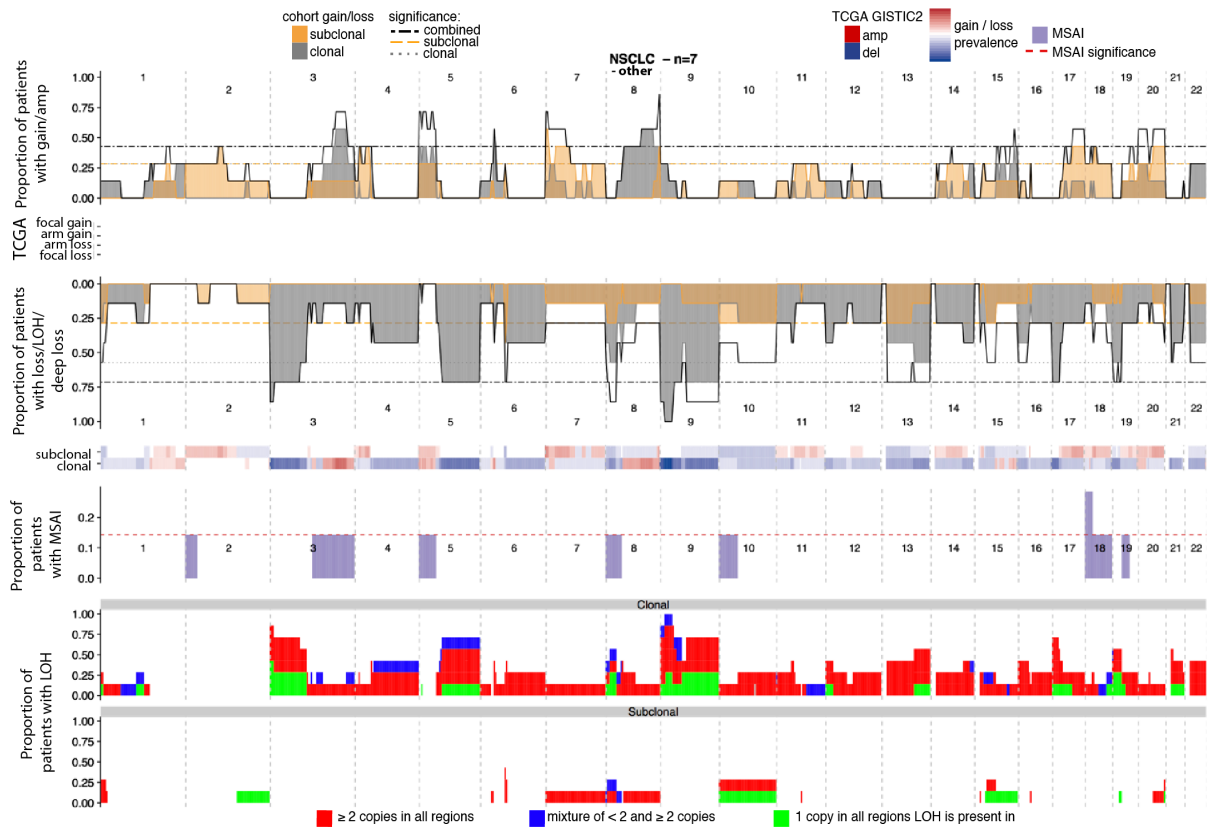 cohort gain/loss
subclonal
clonal
significance:
combined
subclonal
clonal
TCGA GISTIC2
amp
del
gain / loss
prevalence
MSAI
MSAI significance
NSCLC – n=7
- other
Proportion of patients
with gain/amp
1.00
0.75
0.50
0.25
0.00
1 2 3 4 5 6 7 8 9 10 11 12 13 14 15 16 17 18 19 20 21 22
TCGA
focal gain
arm gain
arm loss
focal loss
Proportion of patients
with loss/LOH/
deep loss
0.00
0.25
0.50
0.75
1.00
1 2 3 4 5 6 7 8 9 10 11 12 13 14 15 16 17 18 19 20 21 22
subclonal
clonal
Proportion of
patients
with MSAI
0.2
0.1
0.0
1 2 3 4 5 6 7 8 9 10 11 12 13 14 15 16 17 18 19 20 21 22
Proportion of
patients with LOH
Clonal
1.00
0.75
0.50
0.25
0.00
Subclonal
1.00
0.75
0.50
0.25
0.00
≥ 2 copies in all regions
mixture of < 2 and ≥ 2 copies
1 copy in all regions LOH is present in